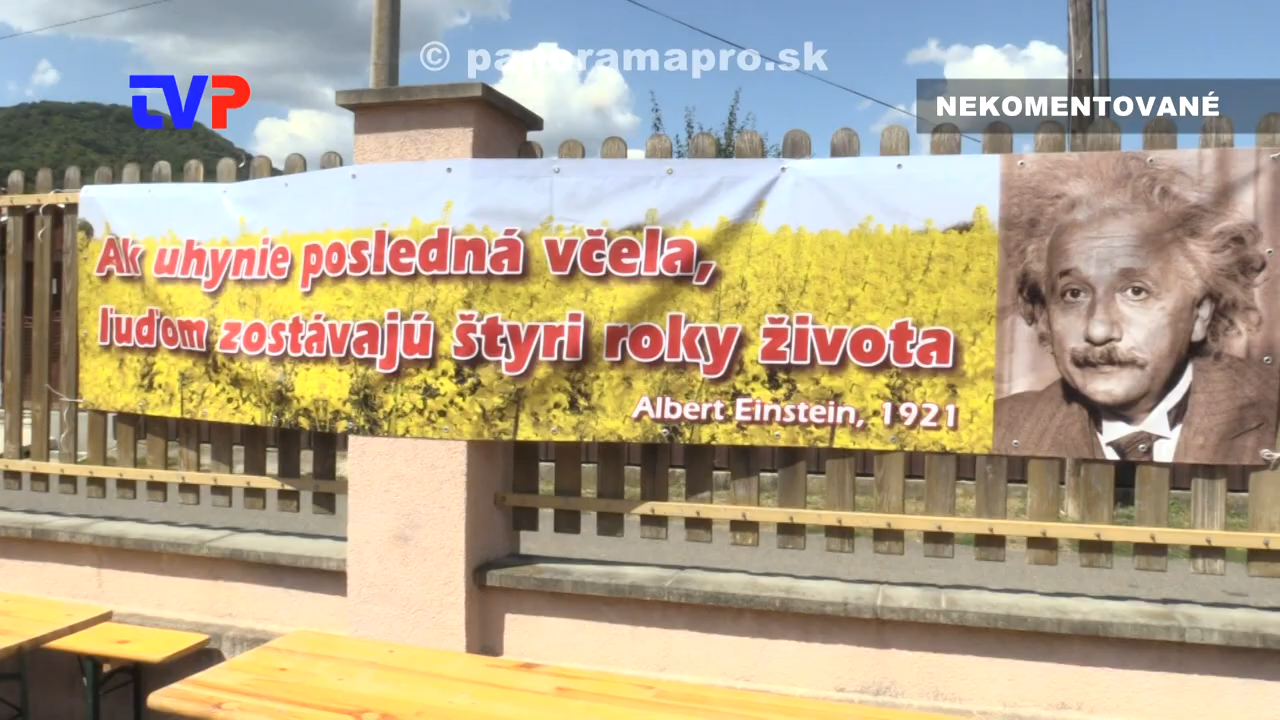 © panoramapro.sk
TVP
NEKOMENTOVANÉ
Ak uhynie posledná včela,
ľuďom zostávajú štyri roky života
Albert Einstein, 1921